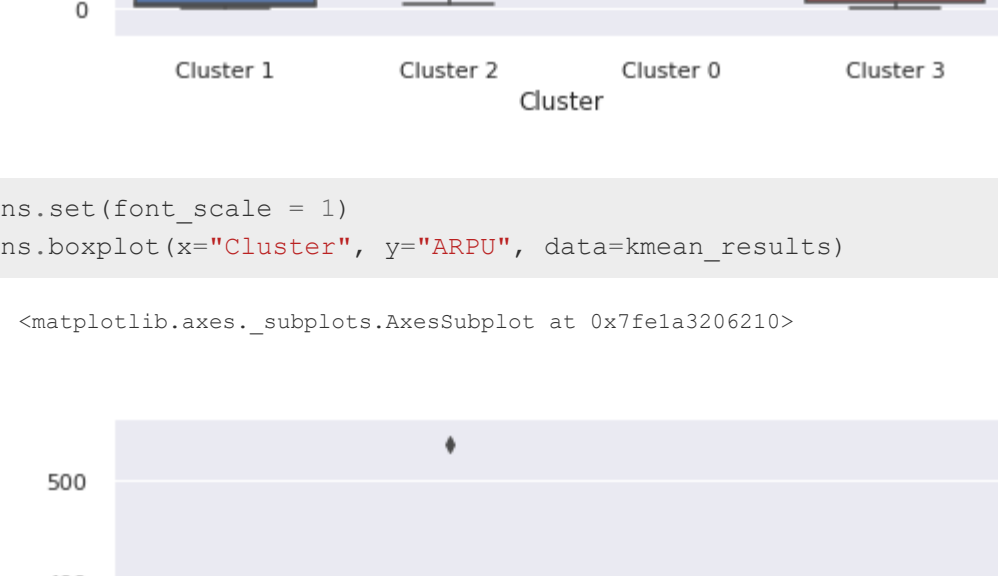 0
Cluster 1 Cluster 2 Cluster 0 Cluster 3
Cluster
ns.set(font_scale = 1)
ns.boxplot(x="Cluster", y="ARPU", data=kmean_results)
<matplotlib.axes._subplots.AxesSubplot at 0x7fe1a3206210>
500